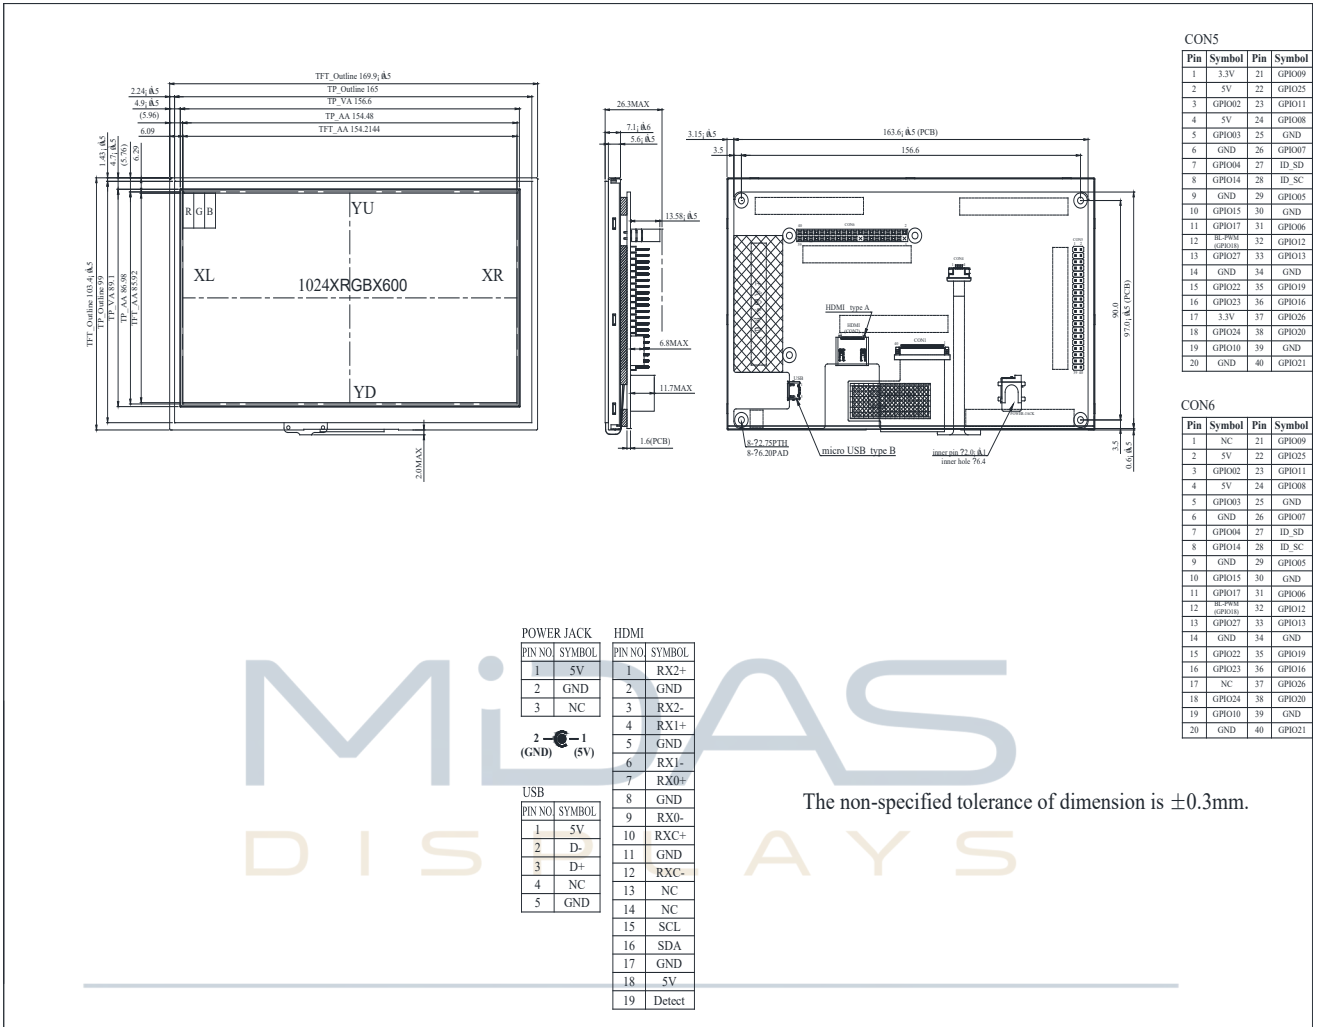 TFT_Outline 169.9¡À0.5
TP_Outline 165
2.24¡À0.5
TP_VA 156.6
4.9¡À0.5
(5.96)
TP_AA 154.48
6.09
TFT_AA 154.2144
1.43¡À0.5
4.7¡À0.5
(5.76)
6.29
TFT_Outline 103.4¡À0.5
TP_Outline 99
TP_VA 89.1
TP_AA 86.98
TFT_AA 85.92
R G B
YU
XL
XR
1024XRGBX600
YD
2.0MAX
26.3MAX
7.1¡À0.6
5.6¡À0.5
13.58¡À0.5
6.8MAX
11.7MAX
1.6(PCB)
3.15¡À0.5
163.6¡À0.5 (PCB)
3.5
156.6
HDMI type A
HDMI
CON1
USB
POWER JACK
90.0
97.0¡À0.5 (PCB)
3.5
0.6¡À0.5
8-?2.75PTH
8-?6.20PAD
micro USB type B
inner pin ?2.0¡À0.1
inner hole ?6.4
CON5
Pin Symbol Pin Symbol
1 3.3V 21 GPIO09
2 5V 22 GPIO25
3 GPIO02 23 GPIO11
4 5V 24 GPIO08
5 GPIO03 25 GND
6 GND 26 GPIO07
7 GPIO04 27 ID_SD
8 GPIO14 28 ID_SC
9 GND 29 GPIO05
10 GPIO15 30 GND
11 GPIO17 31 GPIO06
12 BL-PWM (GPIO18) 32 GPIO12
13 GPIO27 33 GPIO13
14 GND 34 GND
15 GPIO22 35 GPIO19
16 GPIO23 36 GPIO16
17 3.3V 37 GPIO26
18 GPIO24 38 GPIO20
19 GPIO10 39 GND
20 GND 40 GPIO21
CON6
Pin Symbol Pin Symbol
1 NC 21 GPIO09
2 5V 22 GPIO25
3 GPIO02 23 GPIO11
4 5V 24 GPIO08
5 GPIO03 25 GND
6 GND 26 GPIO07
7 GPIO04 27 ID_SD
8 GPIO14 28 ID_SC
9 GND 29 GPIO05
10 GPIO15 30 GND
11 GPIO17 31 GPIO06
12 BL-PWM (GPIO18) 32 GPIO12
13 GPIO27 33 GPIO13
14 GND 34 GND
15 GPIO22 35 GPIO19
16 GPIO23 36 GPIO16
17 NC 37 GPIO26
18 GPIO24 38 GPIO20
19 GPIO10 39 GND
20 GND 40 GPIO21
POWER JACK
PIN NO. SYMBOL
1 5V
2 GND
3 NC
2 1
(GND) (5V)
USB
PIN NO. SYMBOL
1 5V
2 D-
3 D+
4 NC
5 GND
HDMI
PIN NO. SYMBOL
1 RX2+
2 GND
3 RX2-
4 RX1+
5 GND
6 RX1-
7 RX0+
8 GND
9 RX0-
10 RXC+
11 GND
12 RXC-
13 NC
14 NC
15 SCL
16 SDA
17 GND
18 5V
19 Detect
The non-specified tolerance of dimension is ±0.3mm.
MiDAS
DISPLAYS